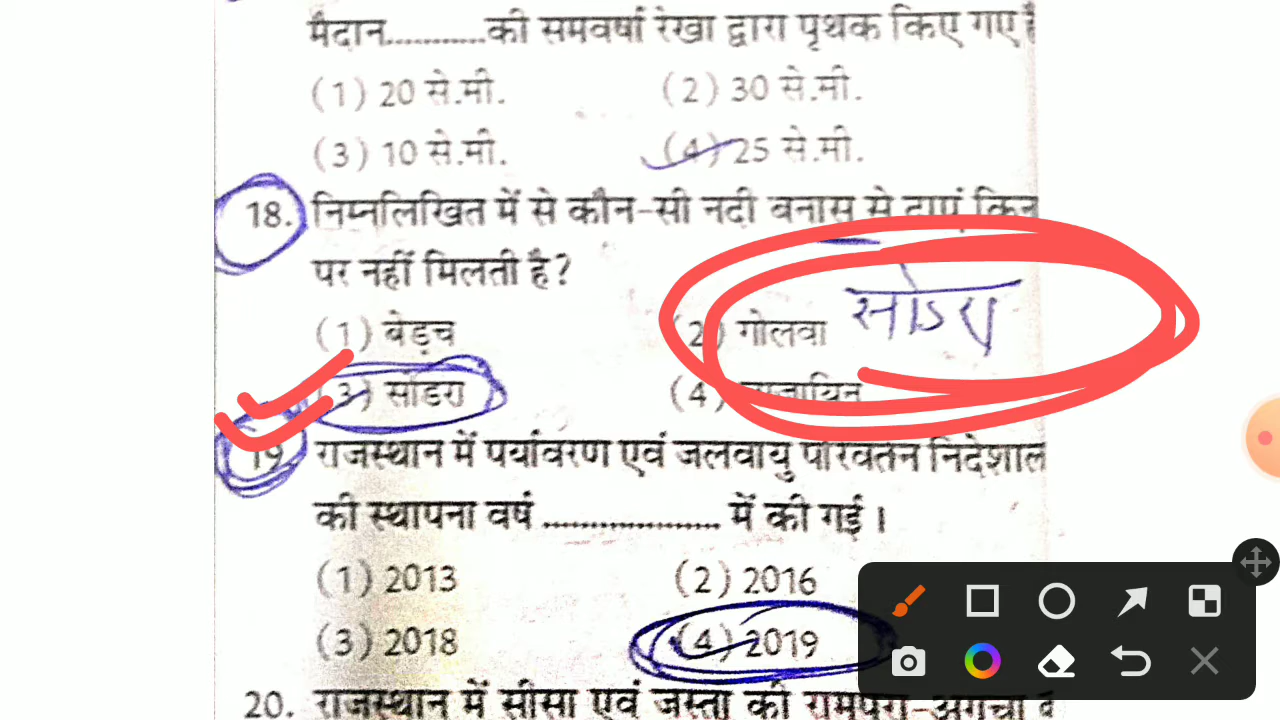 मैदान............की समवर्षा रेखा द्वारा पृथक किए गए है
(1) 20 से.मी. (2) 30 से.मी.
(3) 10 से.मी. (4) 25 से.मी.
18. निम्नलिखित में से कौन-सी नदी बनास से दाएं
पर नहीं मिलती है?
(1) बेड़च (2) गोलवा
(3) सोडरा (4)
19 राजस्थान में पर्यावरण एवं जलवायु परिवर्तन निदेशाल
की स्थापना वर्ष .................... में की गई।
(1) 2013 (2) 2016
(3) 2018 (4) 2019
20. राजस्थान में सीसा एवं जस्ता की रामपुरा-अगुचा